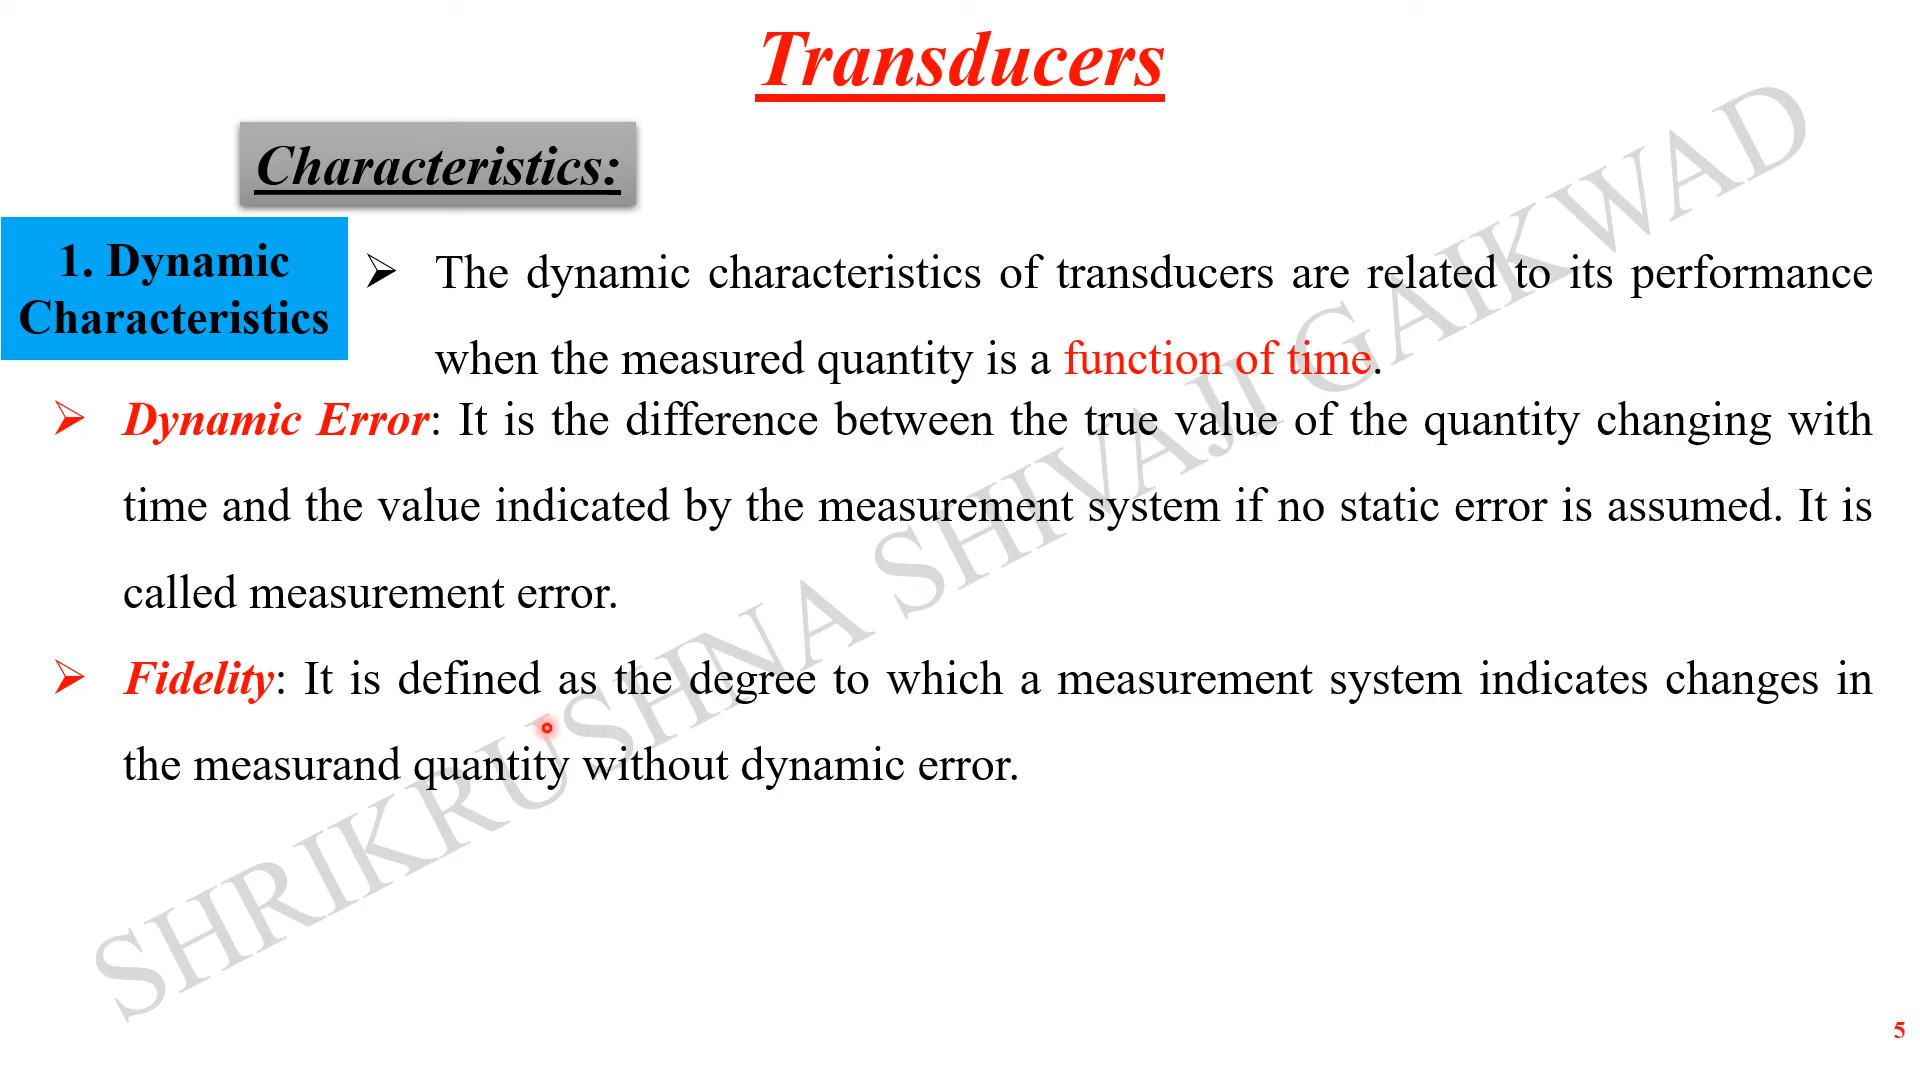 Transducers
Characteristics:
1. Dynamic
Characteristics
➢ The dynamic characteristics of transducers are related to its performance
when the measured quantity is a function of time.
➢ Dynamic Error: It is the difference between the true value of the quantity changing with
time and the value indicated by the measurement system if no static error is assumed. It is
called measurement error.
➢ Fidelity: It is defined as the degree to which a measurement system indicates changes in
the measurand quantity without dynamic error.
SHRIKRUSHNA SHIVAJI GAIKWAD
5